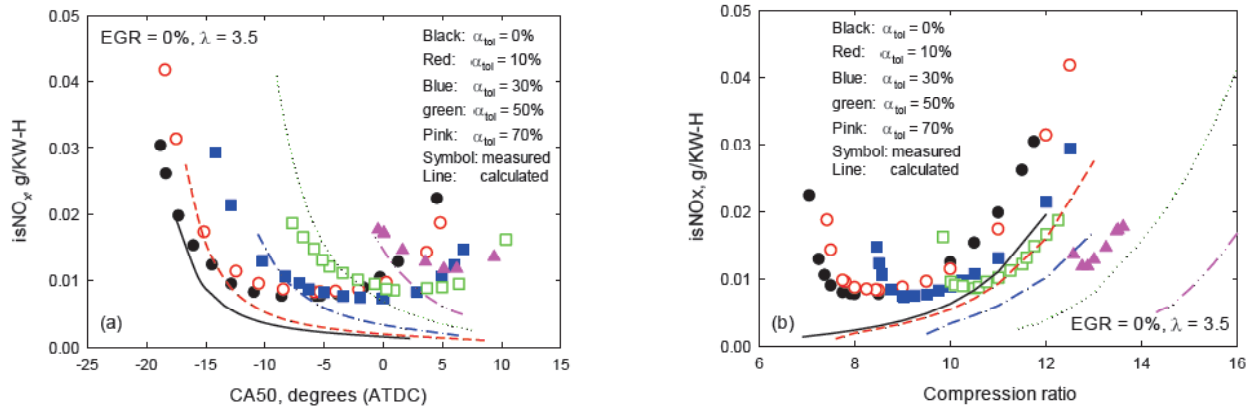 0.05
0.04
0.03
0.02
0.01
0.00
isNOx, g/KW-H
EGR = 0%, λ = 3.5
Black: αtol = 0%
Red: αtol = 10%
Blue: αtol = 30%
green: αtol = 50%
Pink: αtol = 70%
Symbol: measured
Line: calculated
(a)
-25 -20 -15 -10 -5 0 5 10 15
CA50, degrees (ATDC)
0.05
0.04
0.03
0.02
0.01
0.00
isNOx, g/KW-H
Black: αtol = 0%
Red: αtol = 10%
Blue: αtol = 30%
green: αtol = 50%
Pink: αtol = 70%
Symbol: measured
Line: calculated
(b)
EGR = 0%, λ = 3.5
6 8 10 12 14 16
Compression ratio